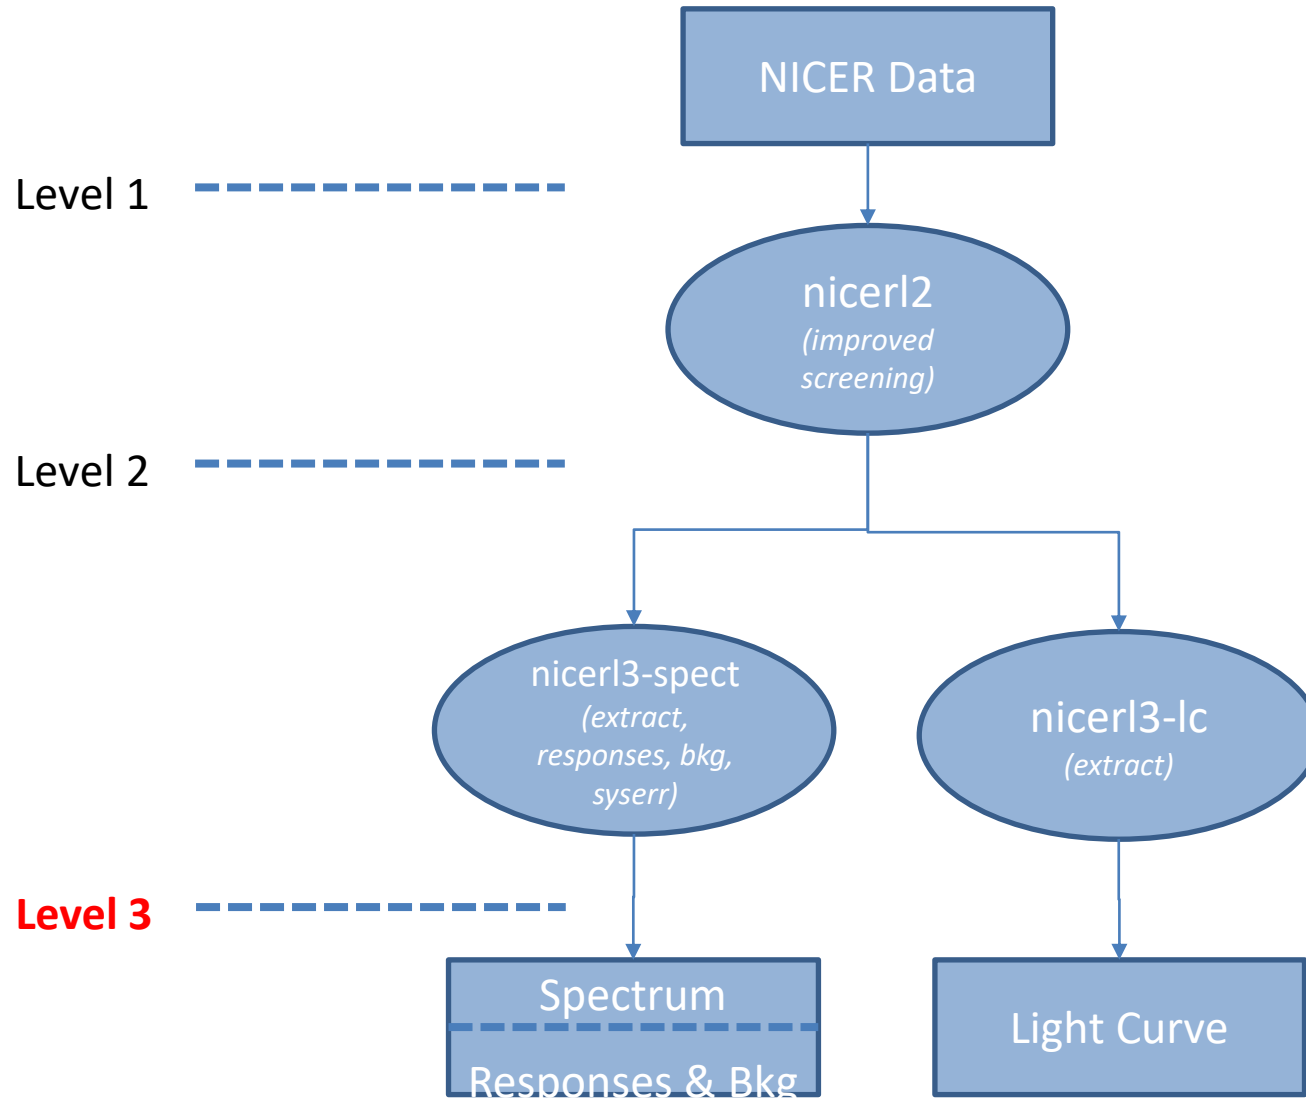 NICER Data
Level 1
nicerl2
(improved
screening)
Level 2
nicerl3-spect
(extract,
responses, bkg,
syserr)
nicerl3-lc
(extract)
Level 3
Spectrum
Responses & Bkg
Light Curve